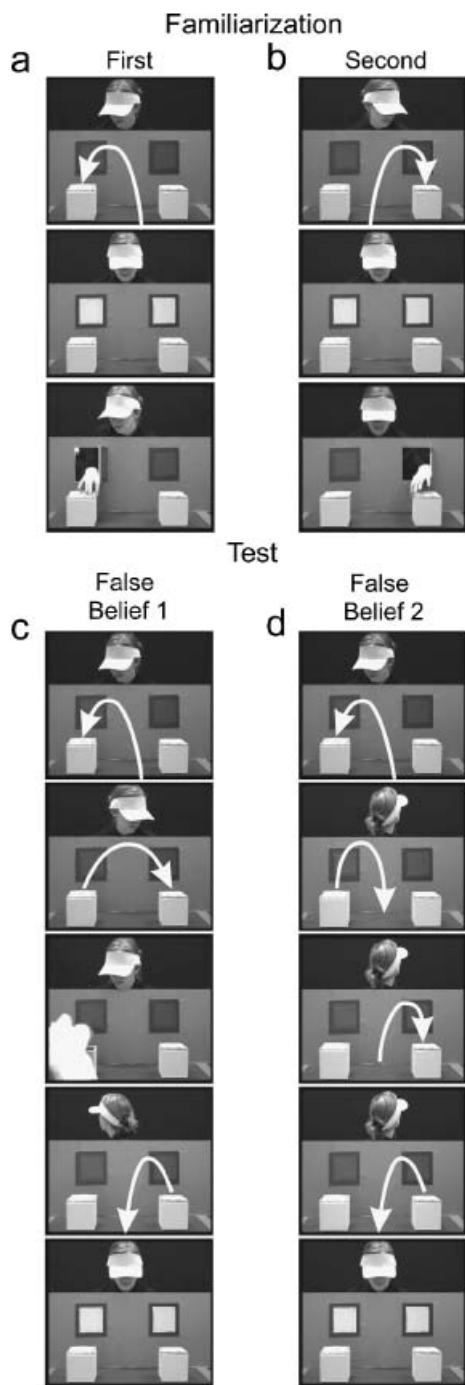 Familiarization
a First
b Second
Test
c False
Belief 1
d False
Belief 2